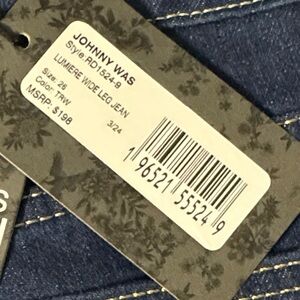 JOHNNY WAS
Style: RD1524-9
LUMIERE WIDE LEG JEAN
Size: 26
3/24
Color: TRW
MSRP: $198
1 96521 55524 9
S